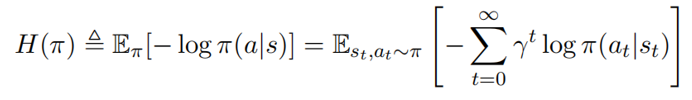 H(π) ≜ 𝔼_π[− log π(a|s)] = 𝔼_{s_t,a_t∼π} [ − ∑_{t=0}^{∞} γ^t log π(a_t|s_t) ]